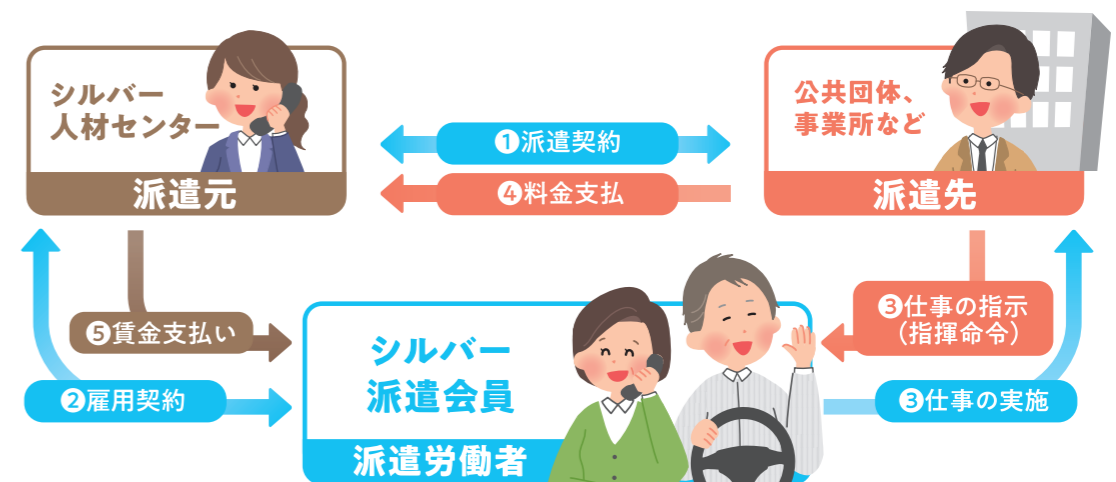 シルバー
人材センター
派遣元
❶派遣契約
❹料金支払
公共団体、
事業所など
派遣先
❺賃金支払い
❷雇用契約
シルバー
派遣会員
派遣労働者
❸仕事の指示
（指揮命令）
❸仕事の実施